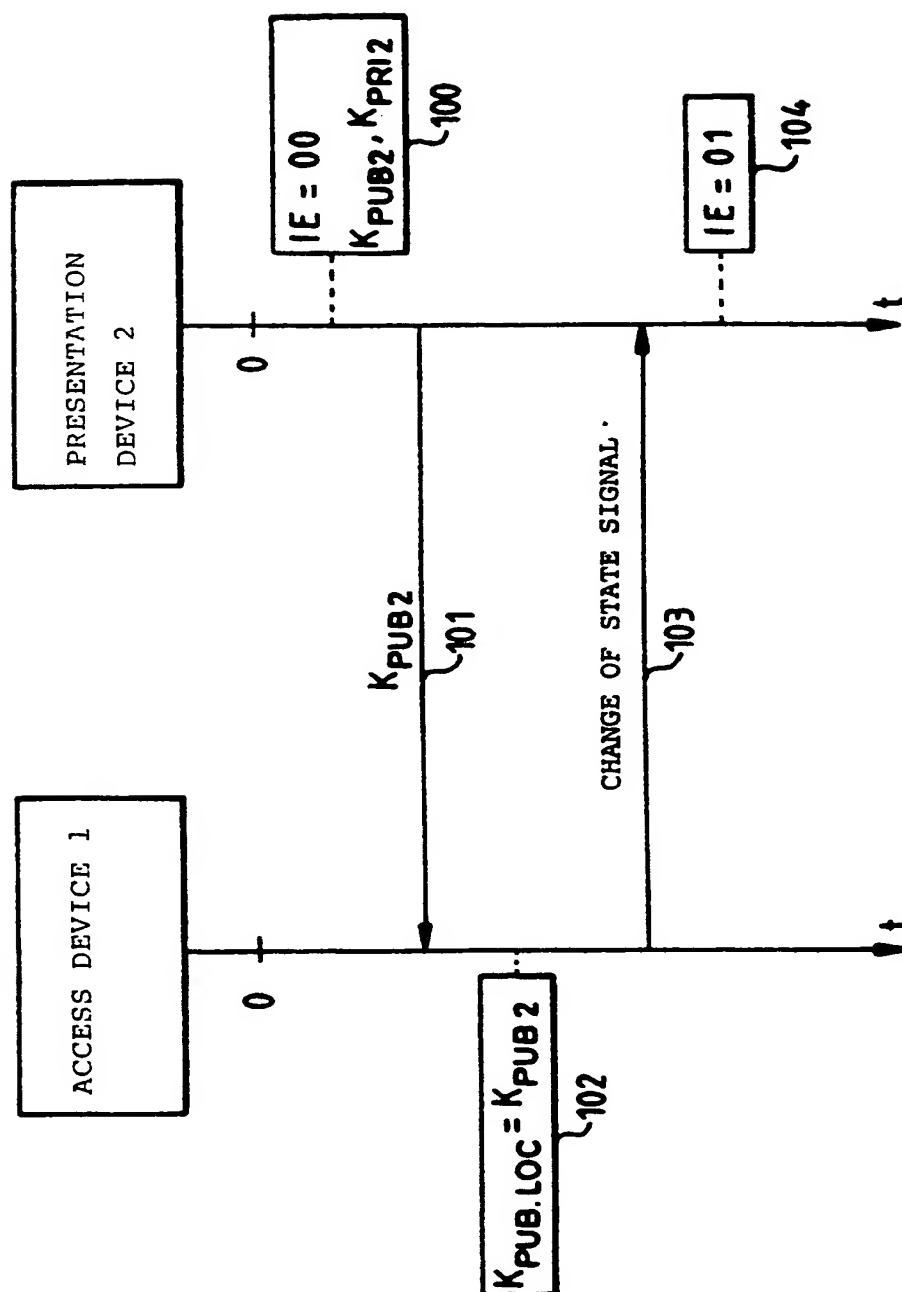 ACCESS DEVICE 1
PRESENTATION
DEVICE 2
0
0
IE = 00
KPUB2, KPRI2
100
KPUB2
101
KPUB.LOC = KPUB2
102
CHANGE OF STATE SIGNAL
103
IE = 01
104
t
t